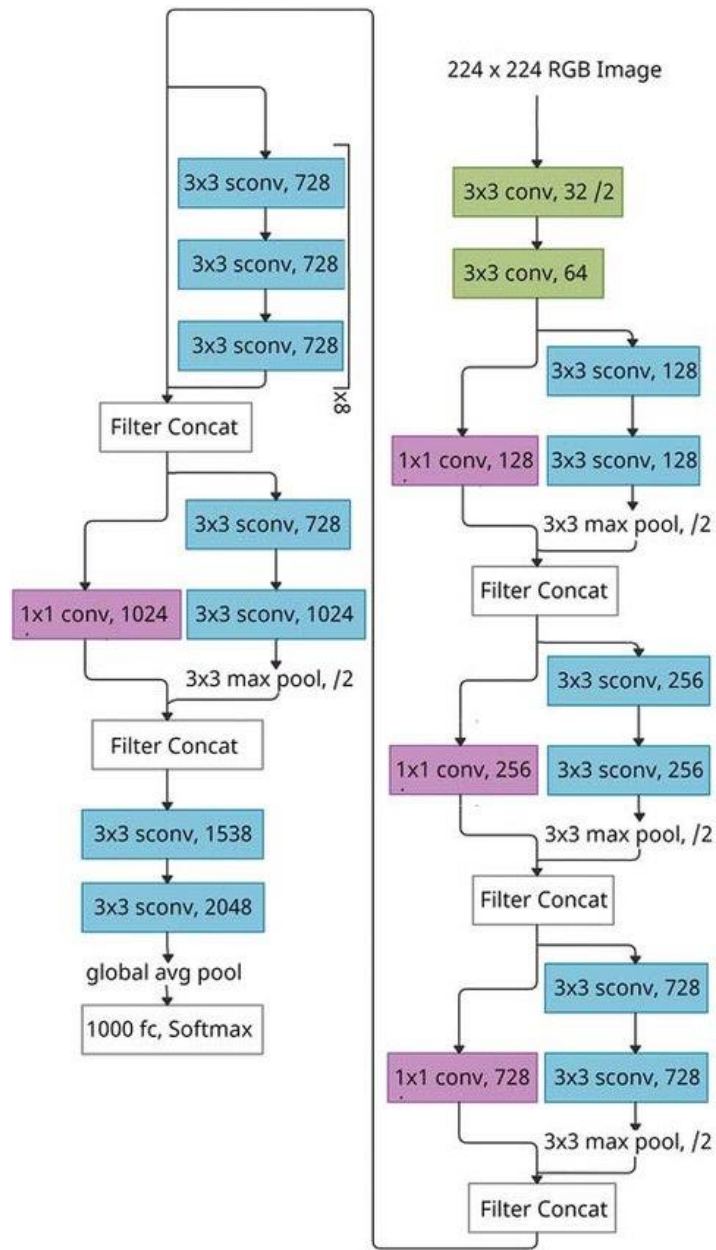 224 x 224 RGB Image
3x3 conv, 32 /2
3x3 conv, 64
3x3 sconv, 128
1x1 conv, 128
3x3 sconv, 128
3x3 max pool, /2
Filter Concat
3x3 sconv, 256
1x1 conv, 256
3x3 sconv, 256
3x3 max pool, /2
Filter Concat
3x3 sconv, 728
1x1 conv, 728
3x3 sconv, 728
3x3 max pool, /2
Filter Concat
3x3 sconv, 728
3x3 sconv, 728
3x3 sconv, 728
x8
Filter Concat
3x3 sconv, 728
1x1 conv, 1024
3x3 sconv, 1024
3x3 max pool, /2
Filter Concat
3x3 sconv, 1538
3x3 sconv, 2048
global avg pool
1000 fc, Softmax